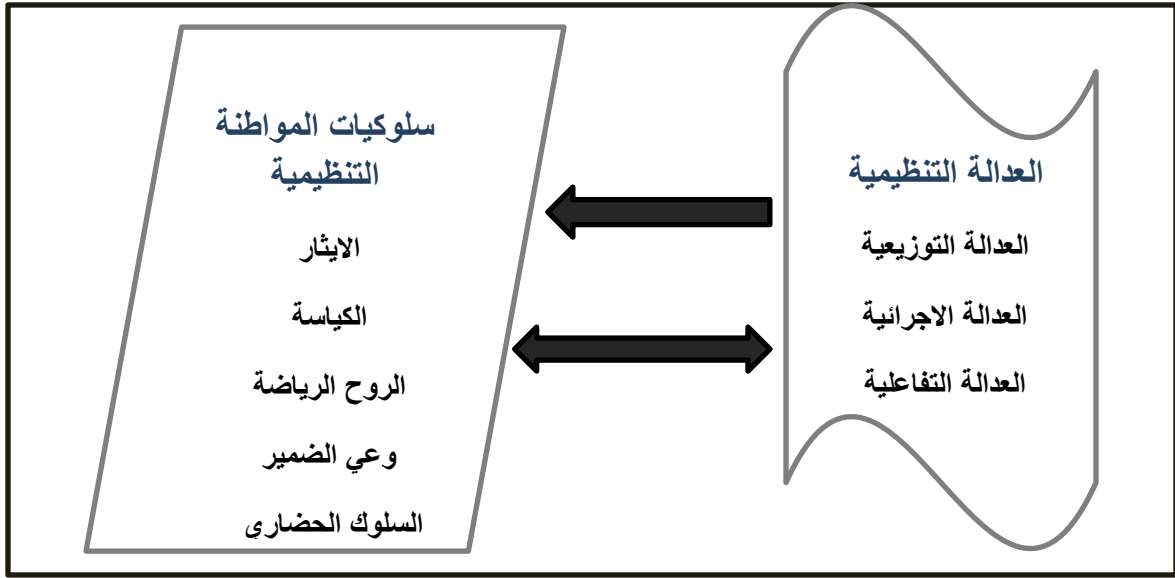 العدالة التنظيمية
العدالة التوزيعية
العدالة الاجرائية
العدالة التفاعلية
سلوكيات المواطنة
التنظيمية
الايثار
الكياسة
الروح الرياضة
وعي الضمير
السلوك الحضاري